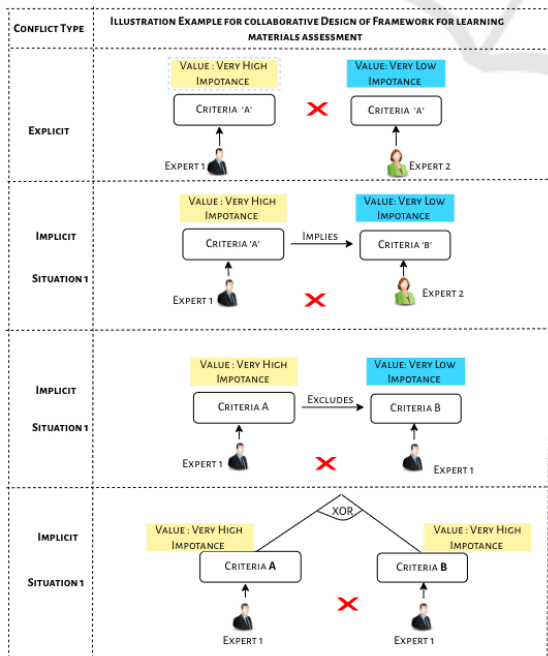 CONFLICT TYPE
ILLUSTRATION EXAMPLE FOR COLLABORATIVE DESIGN OF FRAMEWORK FOR LEARNING
MATERIALS ASSESSMENT
EXPLICIT
VALUE : VERY HIGH
IMPOTANCE
VALUE: VERY LOW
IMPOTANCE
CRITERIA 'A'
CRITERIA 'A'
EXPERT 1
EXPERT 2
IMPLICIT
SITUATION 1
VALUE : VERY HIGH
IMPOTANCE
VALUE: VERY LOW
IMPOTANCE
CRITERIA 'A'
IMPLIES
CRITERIA 'B'
EXPERT 1
EXPERT 2
IMPLICIT
SITUATION 1
VALUE : VERY HIGH
IMPOTANCE
VALUE: VERY LOW
IMPOTANCE
CRITERIA A
EXCLUDES
CRITERIA B
EXPERT 1
EXPERT 1
IMPLICIT
SITUATION 1
XOR
VALUE : VERY HIGH
IMPOTANCE
VALUE : VERY HIGH
IMPOTANCE
CRITERIA A
CRITERIA B
EXPERT 1
EXPERT 1